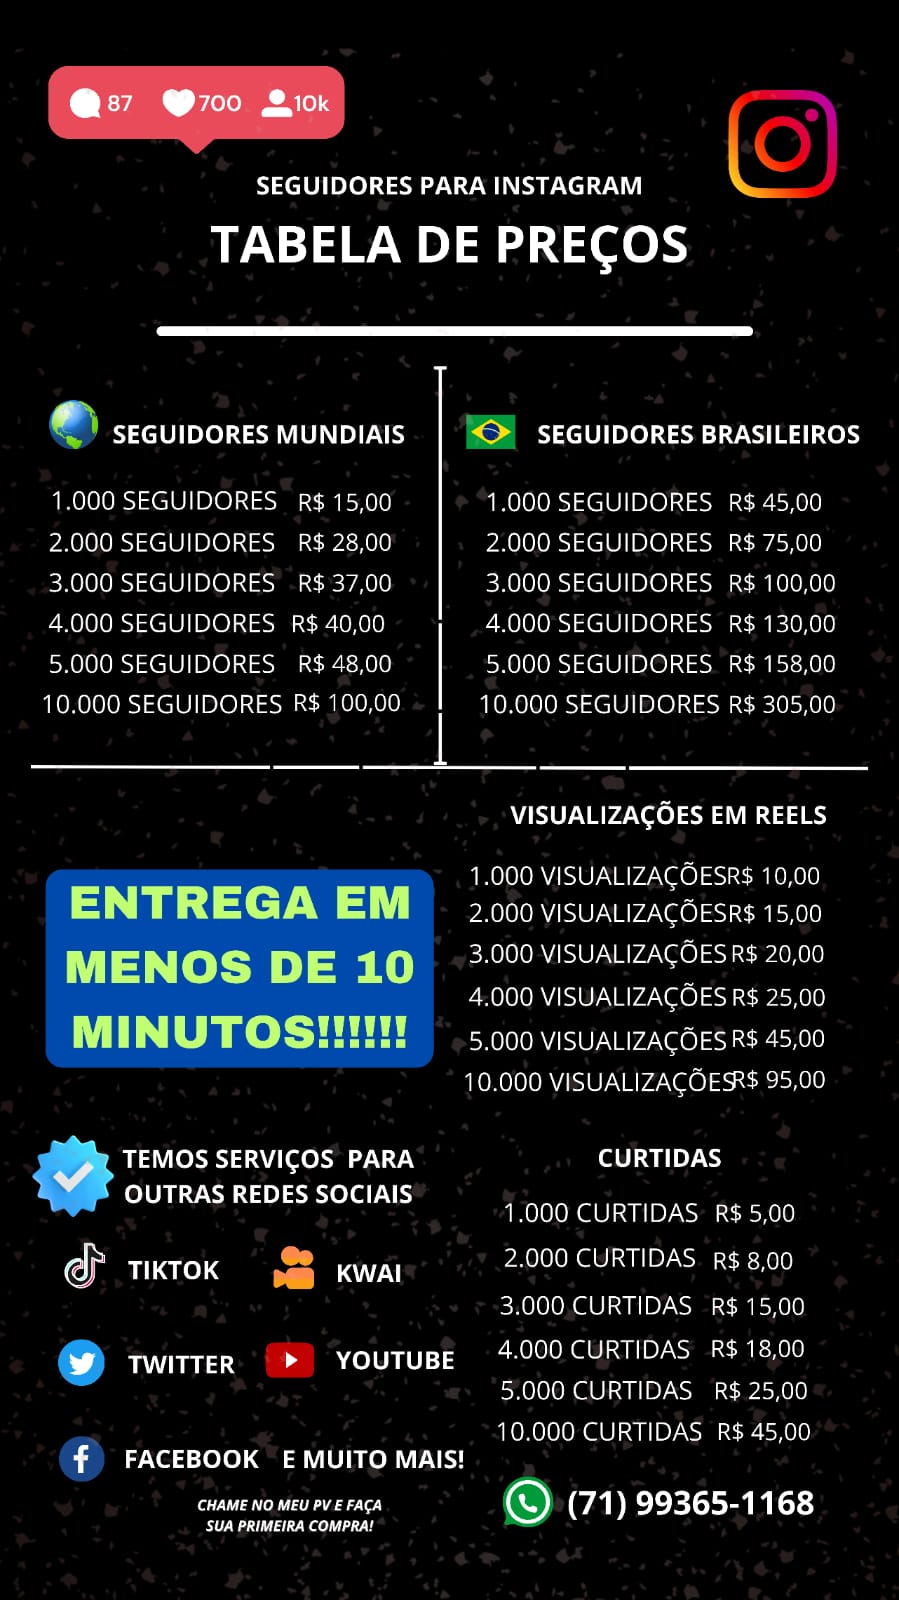 87 700 10k
SEGUIDORES PARA INSTAGRAM
TABELA DE PREÇOS
SEGUIDORES MUNDIAIS
1.000 SEGUIDORES R$ 15,00
2.000 SEGUIDORES R$ 28,00
3.000 SEGUIDORES R$ 37,00
4.000 SEGUIDORES R$ 40,00
5.000 SEGUIDORES R$ 48,00
10.000 SEGUIDORES R$ 100,00
SEGUIDORES BRASILEIROS
1.000 SEGUIDORES R$ 45,00
2.000 SEGUIDORES R$ 75,00
3.000 SEGUIDORES R$ 100,00
4.000 SEGUIDORES R$ 130,00
5.000 SEGUIDORES R$ 158,00
10.000 SEGUIDORES R$ 305,00
ENTREGA EM
MENOS DE 10
MINUTOS!!!!!!
VISUALIZAÇÕES EM REELS
1.000 VISUALIZAÇÕES R$ 10,00
2.000 VISUALIZAÇÕES R$ 15,00
3.000 VISUALIZAÇÕES R$ 20,00
4.000 VISUALIZAÇÕES R$ 25,00
5.000 VISUALIZAÇÕES R$ 45,00
10.000 VISUALIZAÇÕES R$ 95,00
TEMOS SERVIÇOS PARA
OUTRAS REDES SOCIAIS
TIKTOK KWAI
TWITTER YOUTUBE
FACEBOOK E MUITO MAIS!
CHAME NO MEU PV E FAÇA
SUA PRIMEIRA COMPRA!
CURTIDAS
1.000 CURTIDAS R$ 5,00
2.000 CURTIDAS R$ 8,00
3.000 CURTIDAS R$ 15,00
4.000 CURTIDAS R$ 18,00
5.000 CURTIDAS R$ 25,00
10.000 CURTIDAS R$ 45,00
(71) 99365-1168